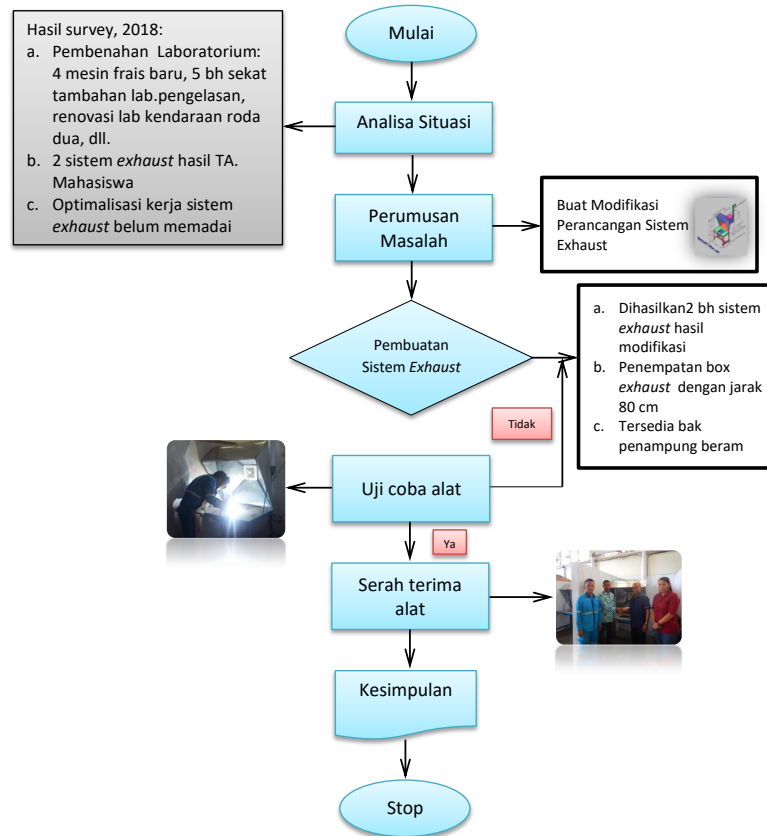 Mulai
Hasil survey, 2018:
a. Pembenahan Laboratorium:
4 mesin frais baru, 5 bh sekat
tambahan lab.pengelasan,
renovasi lab kendaraan roda
dua, dll.
b. 2 sistem exhaust hasil TA.
Mahasiswa
c. Optimalisasi kerja sistem
exhaust belum memadai
Analisa Situasi
Perumusan
Masalah
Buat Modifikasi
Perancangan Sistem
Exhaust
Pembuatan
Sistem Exhaust
a. Dihasilkan2 bh sistem
exhaust hasil
modifikasi
b. Penempatan box
exhaust dengan jarak
80 cm
c. Tersedia bak
penampung beram
Tidak
Uji coba alat
Ya
Serah terima
alat
Kesimpulan
Stop